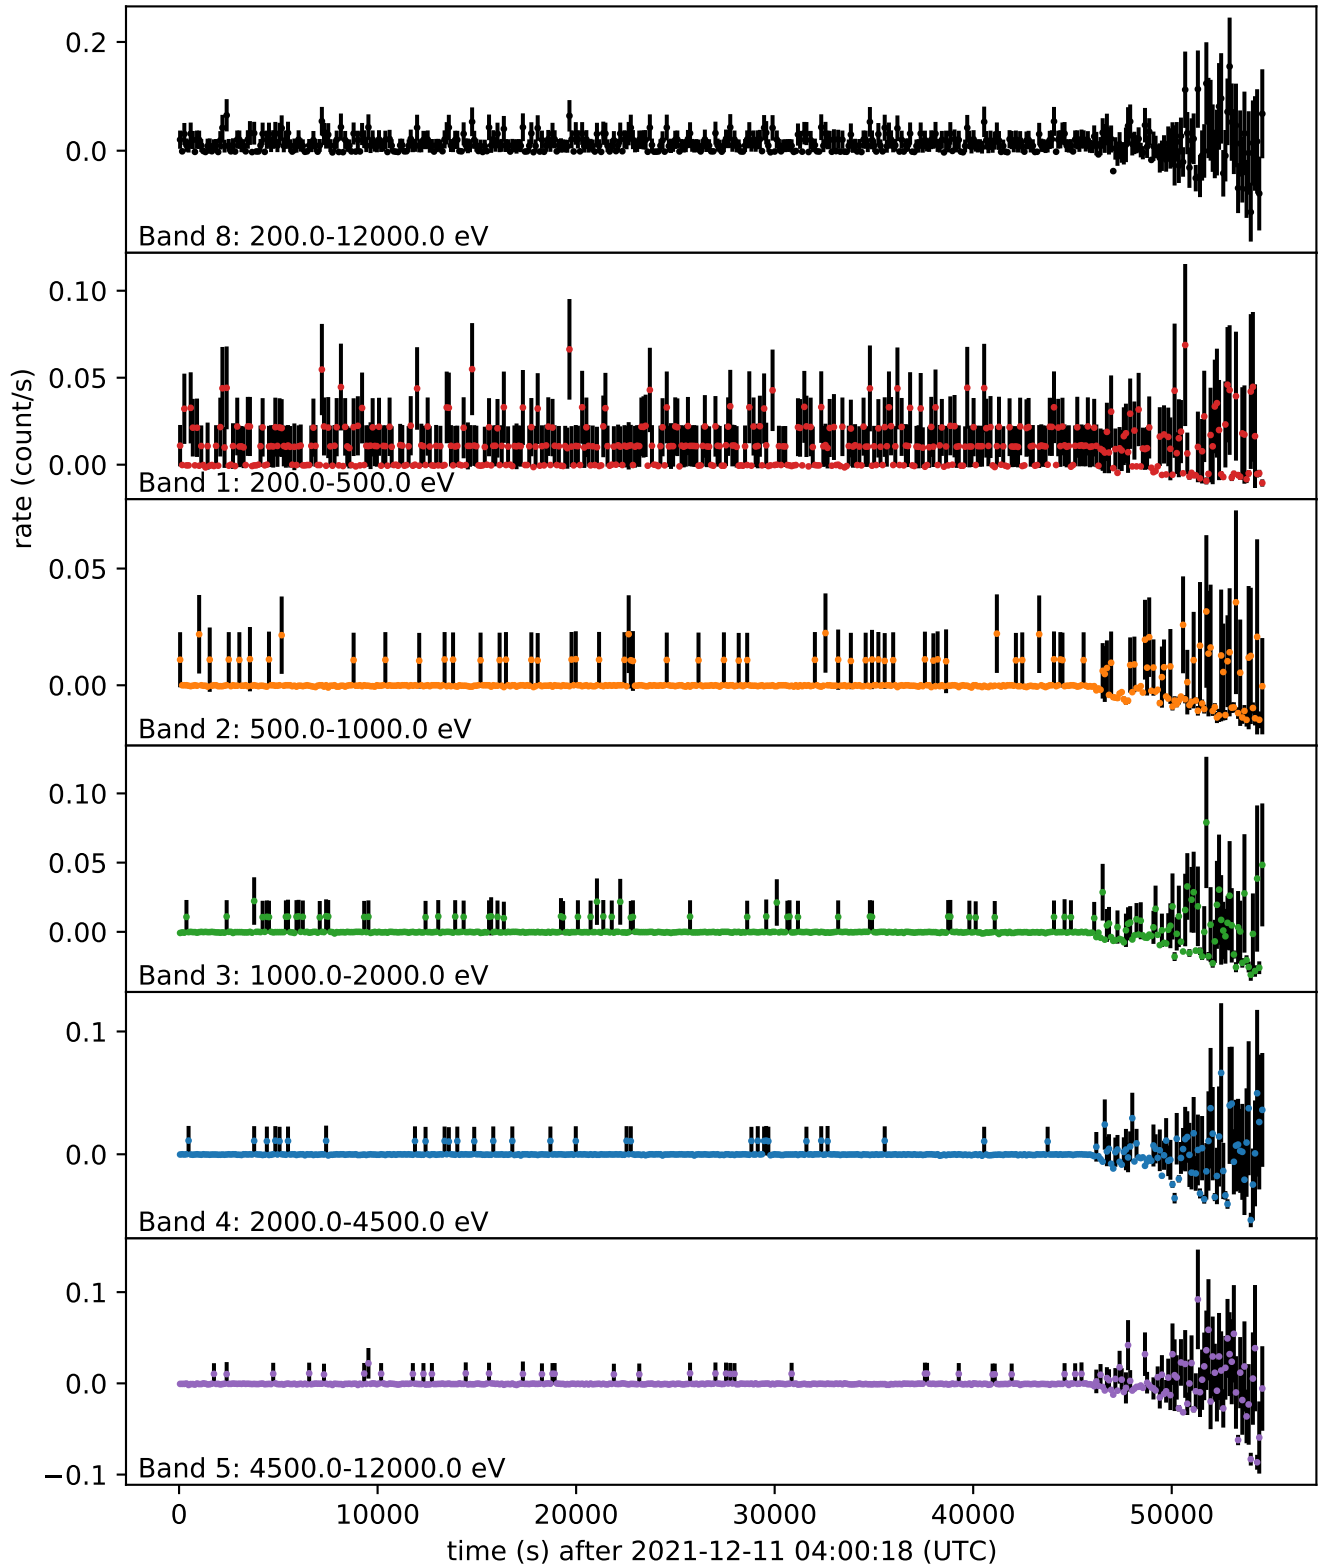 0.2
0.0
Band 8: 200.0-12000.0 eV
0.10
0.05
0.00
Band 1: 200.0-500.0 eV
rate (count/s)
0.05
0.00
Band 2: 500.0-1000.0 eV
0.10
0.05
0.00
Band 3: 1000.0-2000.0 eV
0.1
0.0
Band 4: 2000.0-4500.0 eV
0.1
0.0
−0.1
Band 5: 4500.0-12000.0 eV
0 10000 20000 30000 40000 50000
time (s) after 2021-12-11 04:00:18 (UTC)